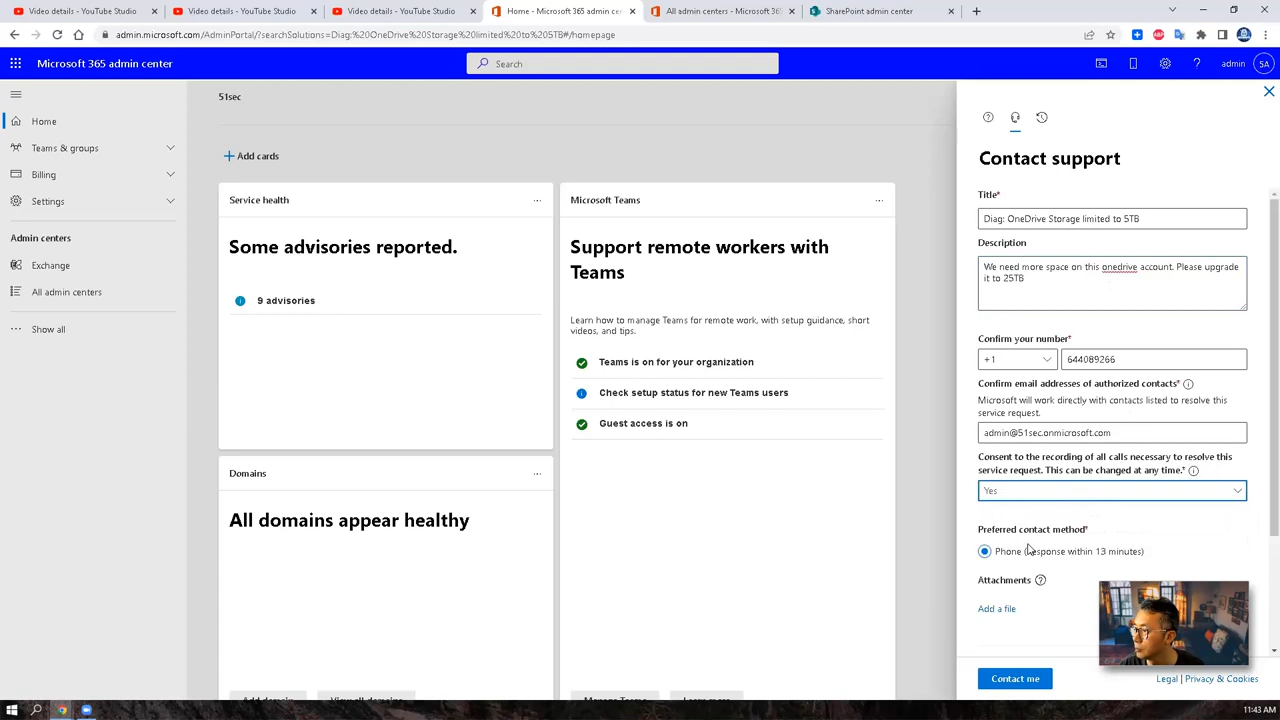 Video details - YouTube Studio
Video details - YouTube Studio
Video details - YouTube Studio
Home - Microsoft 365 admin cen
All admin centers - Microsoft 365
SharePoint admin center
admin.microsoft.com/AdminPortal/?searchSolutions=Diag:%20OneDrive%20Storage%20limited%20to%205TB#/homepage
Microsoft 365 admin center
Search
admin
SA
Home
Teams & groups
Billing
Settings
Admin centers
Exchange
All admin centers
Show all
51sec
Add cards
Service health
Some advisories reported.
9 advisories
Domains
All domains appear healthy
Add domain
View all domains
Microsoft Teams
Support remote workers with
Teams
Learn how to manage Teams for remote work, with setup guidance, short
videos, and tips.
Teams is on for your organization
Check setup status for new Teams users
Guest access is on
Manage Teams
Learn more
Contact support
Title*
Diag: OneDrive Storage limited to 5TB
Description
We need more space on this onedrive account. Please upgrade
it to 25TB
Confirm your number*
+1
644089266
Confirm email addresses of authorized contacts*
Microsoft will work directly with contacts listed to resolve this
service request.
admin@51sec.onmicrosoft.com
Consent to the recording of all calls necessary to resolve this
service request. This can be changed at any time.*
Yes
Preferred contact method*
Phone (response within 13 minutes)
Attachments
Add a file
Contact me
Legal | Privacy & Cookies
11:43 AM